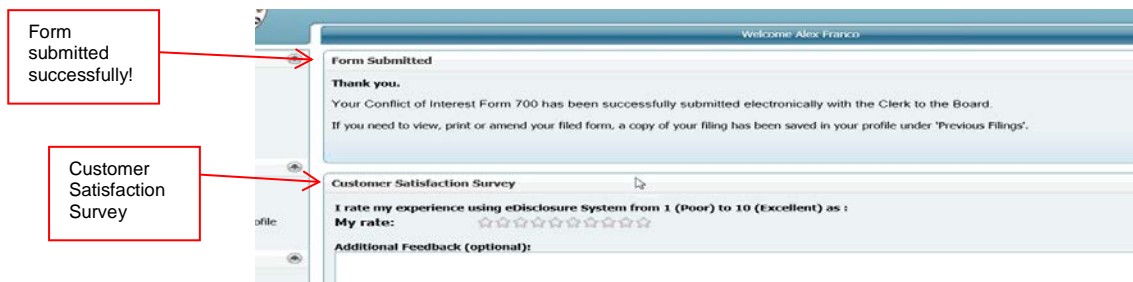 Form
submitted
successfully!
Welcome Alex Franco
Form Submitted
Thank you.
Your Conflict of Interest Form 700 has been successfully submitted electronically with the Clerk to the Board.
If you need to view, print or amend your filed form, a copy of your filing has been saved in your profile under 'Previous Filings'.
Customer
Satisfaction
Survey
Customer Satisfaction Survey
I rate my experience using eDisclosure System from 1 (Poor) to 10 (Excellent) as :
ofile
My rate:
Additional Feedback (optional):